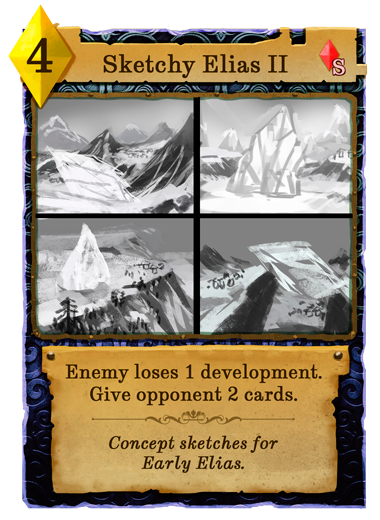 4
Sketchy Elias II
S
Enemy loses 1 development.
Give opponent 2 cards.
Concept sketches for
Early Elias.